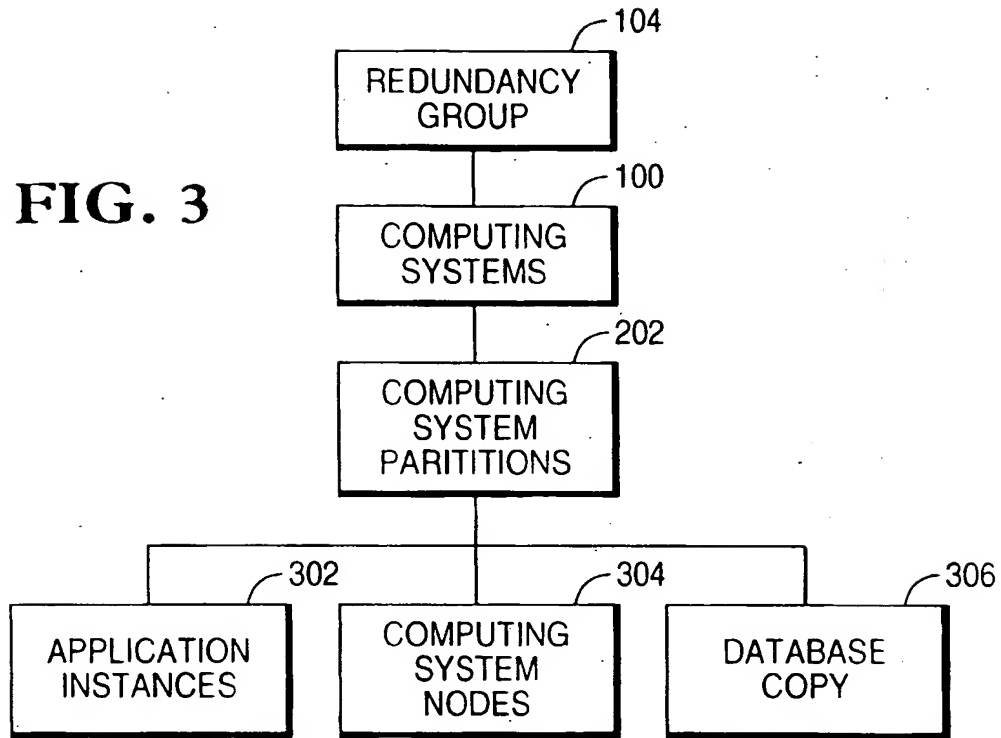 104
REDUNDANCY
GROUP
FIG. 3
100
COMPUTING
SYSTEMS
202
COMPUTING
SYSTEM
PARITITIONS
302
APPLICATION
INSTANCES
304
COMPUTING
SYSTEM
NODES
306
DATABASE
COPY